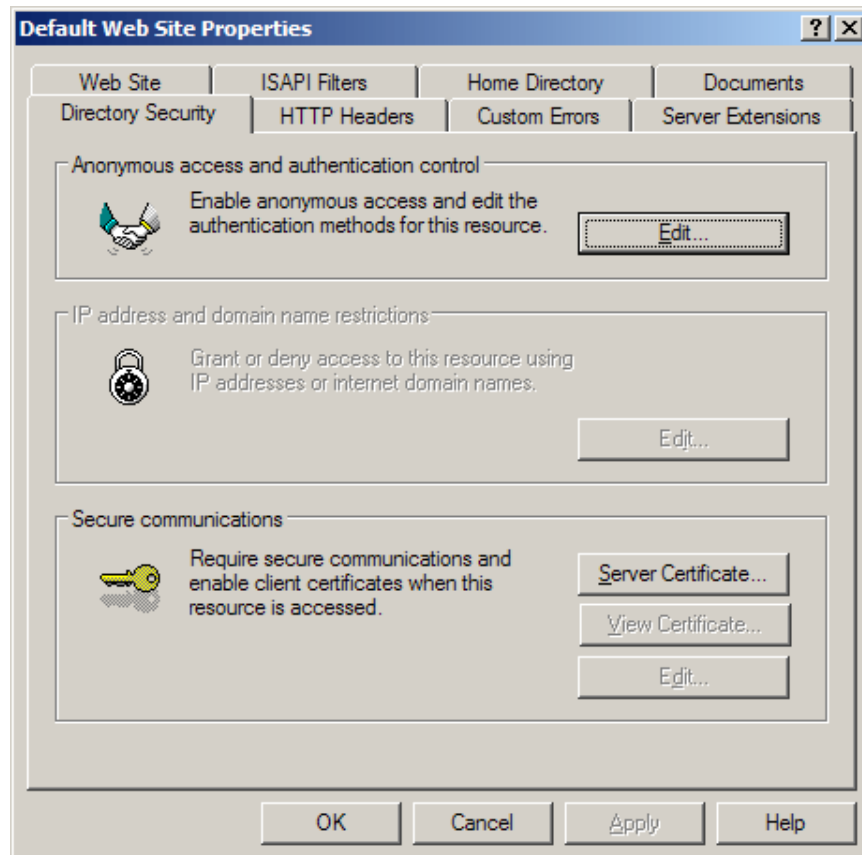 Default Web Site Properties
? X
Web Site ISAPI Filters Home Directory Documents
Directory Security HTTP Headers Custom Errors Server Extensions
Anonymous access and authentication control
Enable anonymous access and edit the
authentication methods for this resource.
Edit...
IP address and domain name restrictions
Grant or deny access to this resource using
IP addresses or internet domain names.
Edit...
Secure communications
Require secure communications and
enable client certificates when this
resource is accessed.
Server Certificate...
View Certificate...
Edit...
OK Cancel Apply Help